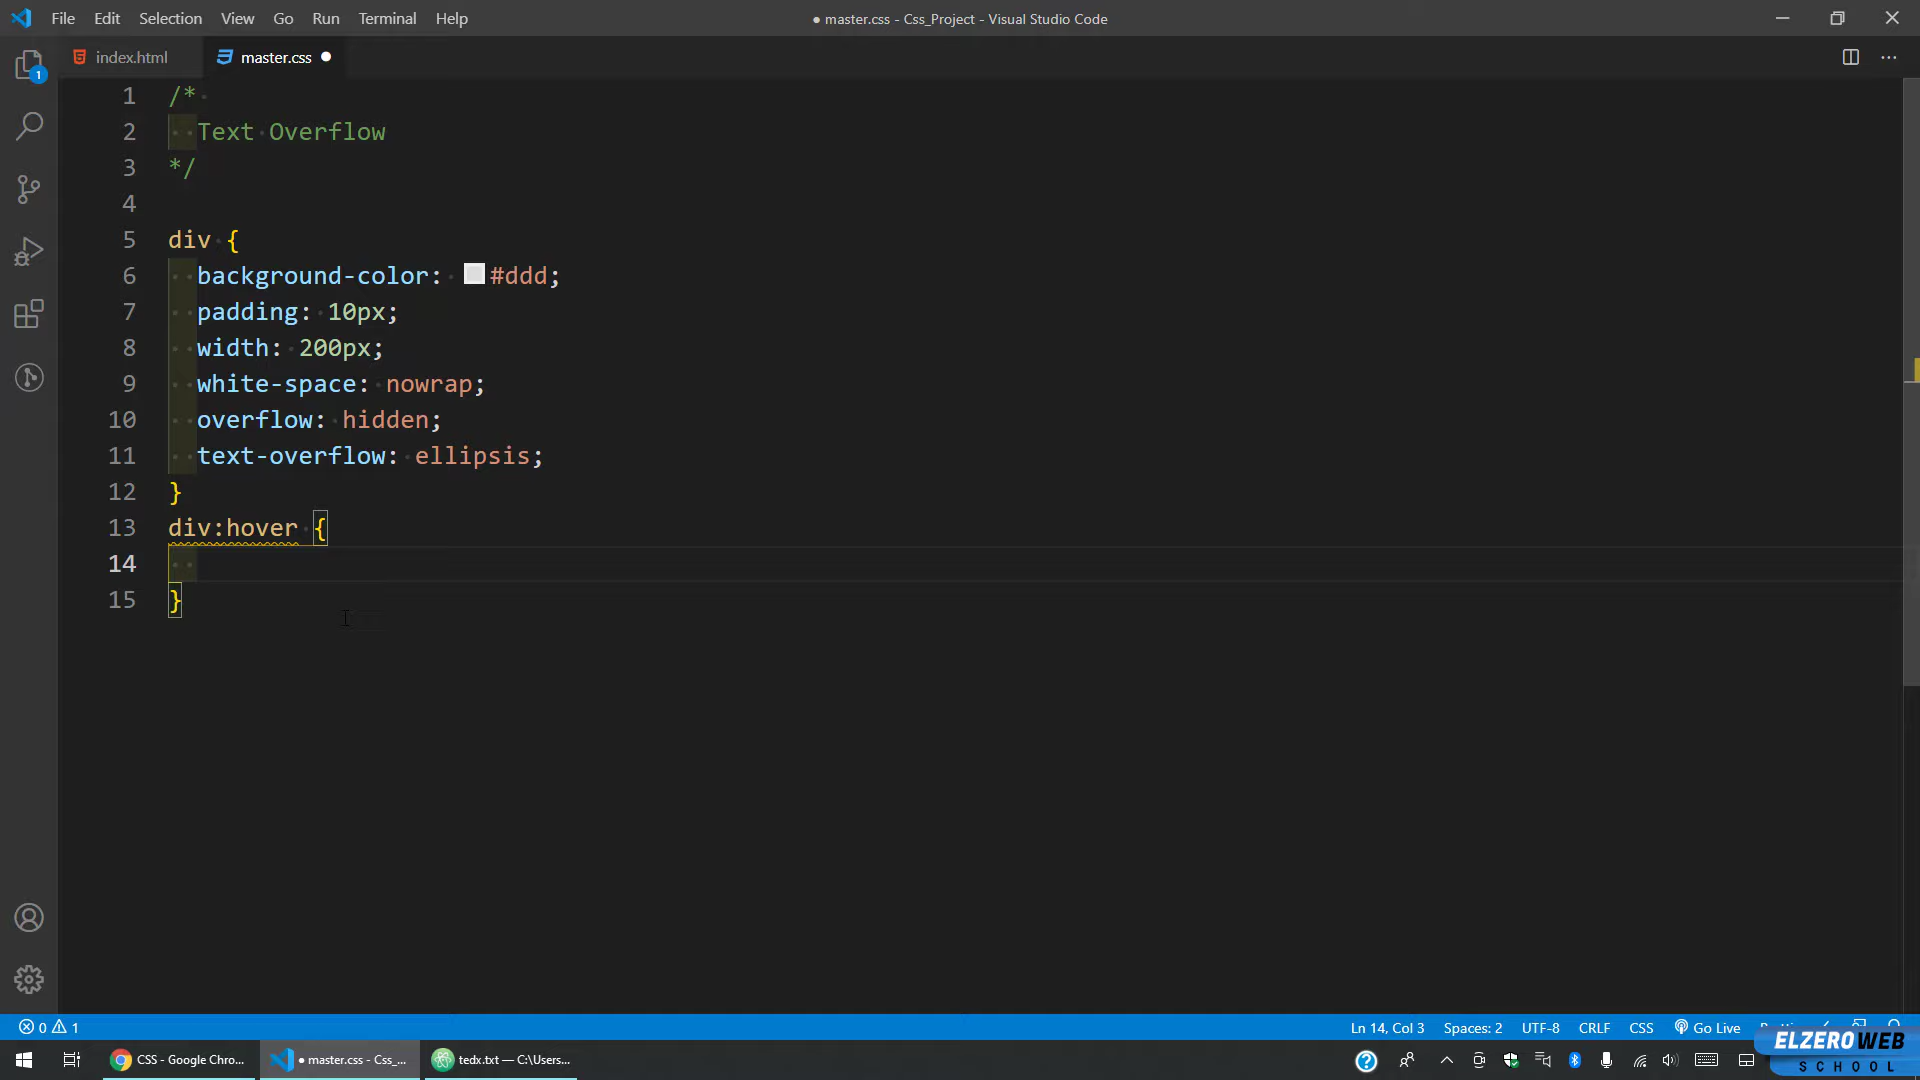 File Edit Selection View Go Run Terminal Help
● master.css - Css_Project - Visual Studio Code
index.html master.css ●
1
1 /*
2 Text Overflow
3 */
4
5 div {
6 background-color: #ddd;
7 padding: 10px;
8 width: 200px;
9 white-space: nowrap;
10 overflow: hidden;
11 text-overflow: ellipsis;
12 }
13 div:hover {
14
15 }
0 1 Ln 14, Col 3 Spaces: 2 UTF-8 CRLF CSS Go Live
CSS - Google Chro... ● master.css - Css_... tedx.txt — C:\Users...
ELZEROWEB
SCHOOL